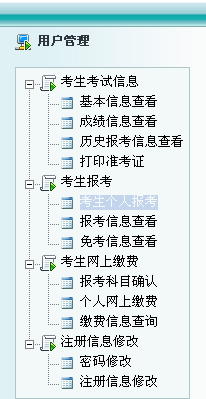 用户管理
考生考试信息
基本信息查看
成绩信息查看
历史报考信息查看
打印准考证
考生报考
考生个人报考
报考信息查看
免考信息查看
考生网上缴费
报考科目确认
个人网上缴费
缴费信息查询
注册信息修改
密码修改
注册信息修改